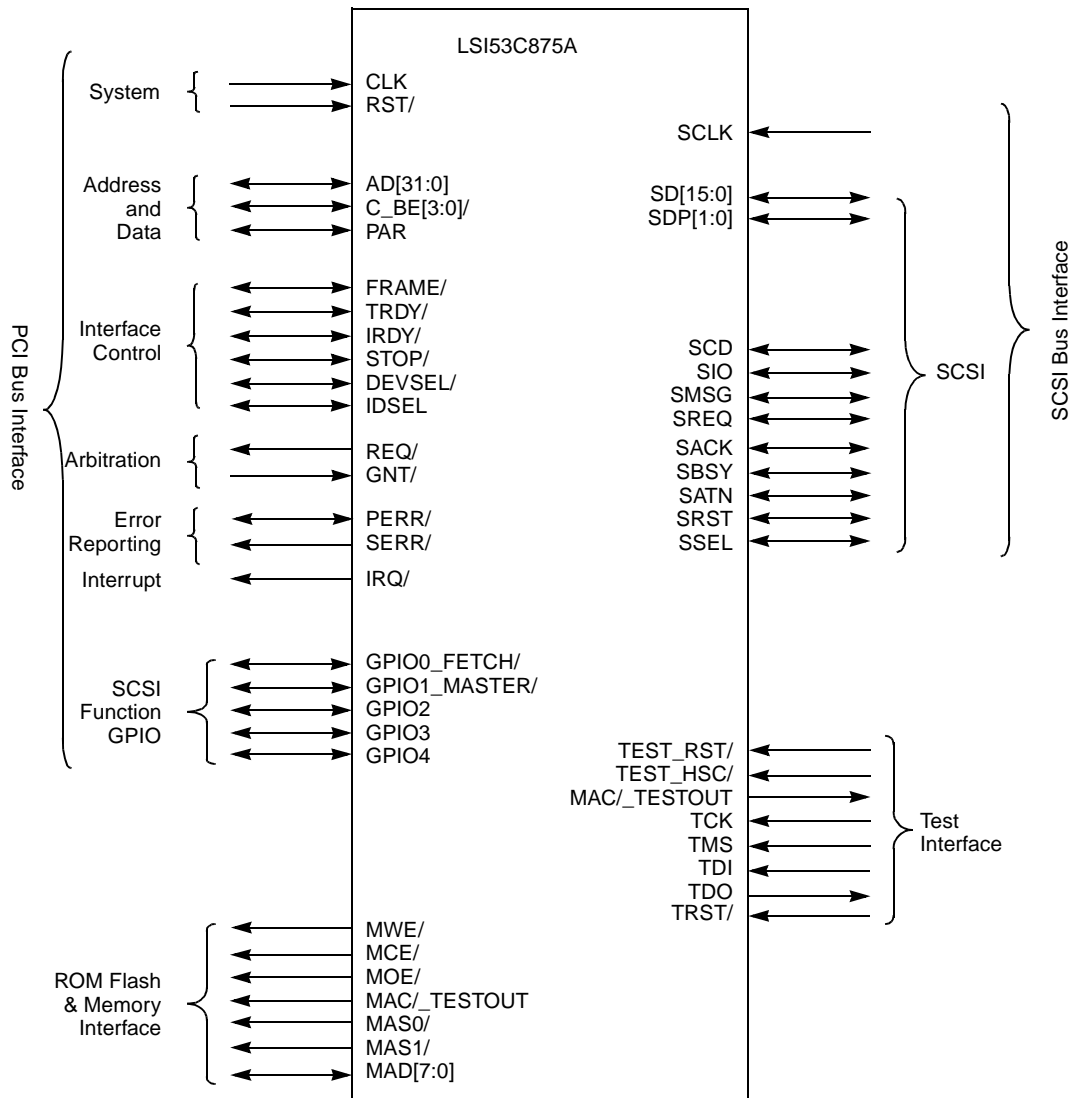 LSI53C875A
PCI Bus Interface
System
CLK
RST/
Address
and
Data
AD[31:0]
C_BE[3:0]/
PAR
Interface
Control
FRAME/
TRDY/
IRDY/
STOP/
DEVSEL/
IDSEL
Arbitration
REQ/
GNT/
Error
Reporting
PERR/
SERR/
Interrupt
IRQ/
SCSI
Function
GPIO
GPIO0_FETCH/
GPIO1_MASTER/
GPIO2
GPIO3
GPIO4
ROM Flash
& Memory
Interface
MWE/
MCE/
MOE/
MAC/_TESTOUT
MAS0/
MAS1/
MAD[7:0]
SCLK
SD[15:0]
SDP[1:0]
SCD
SIO
SMSG
SREQ
SACK
SBSY
SATN
SRST
SSEL
SCSI
SCSI Bus Interface
TEST_RST/
TEST_HSC/
MAC/_TESTOUT
TCK
TMS
TDI
TDO
TRST/
Test
Interface